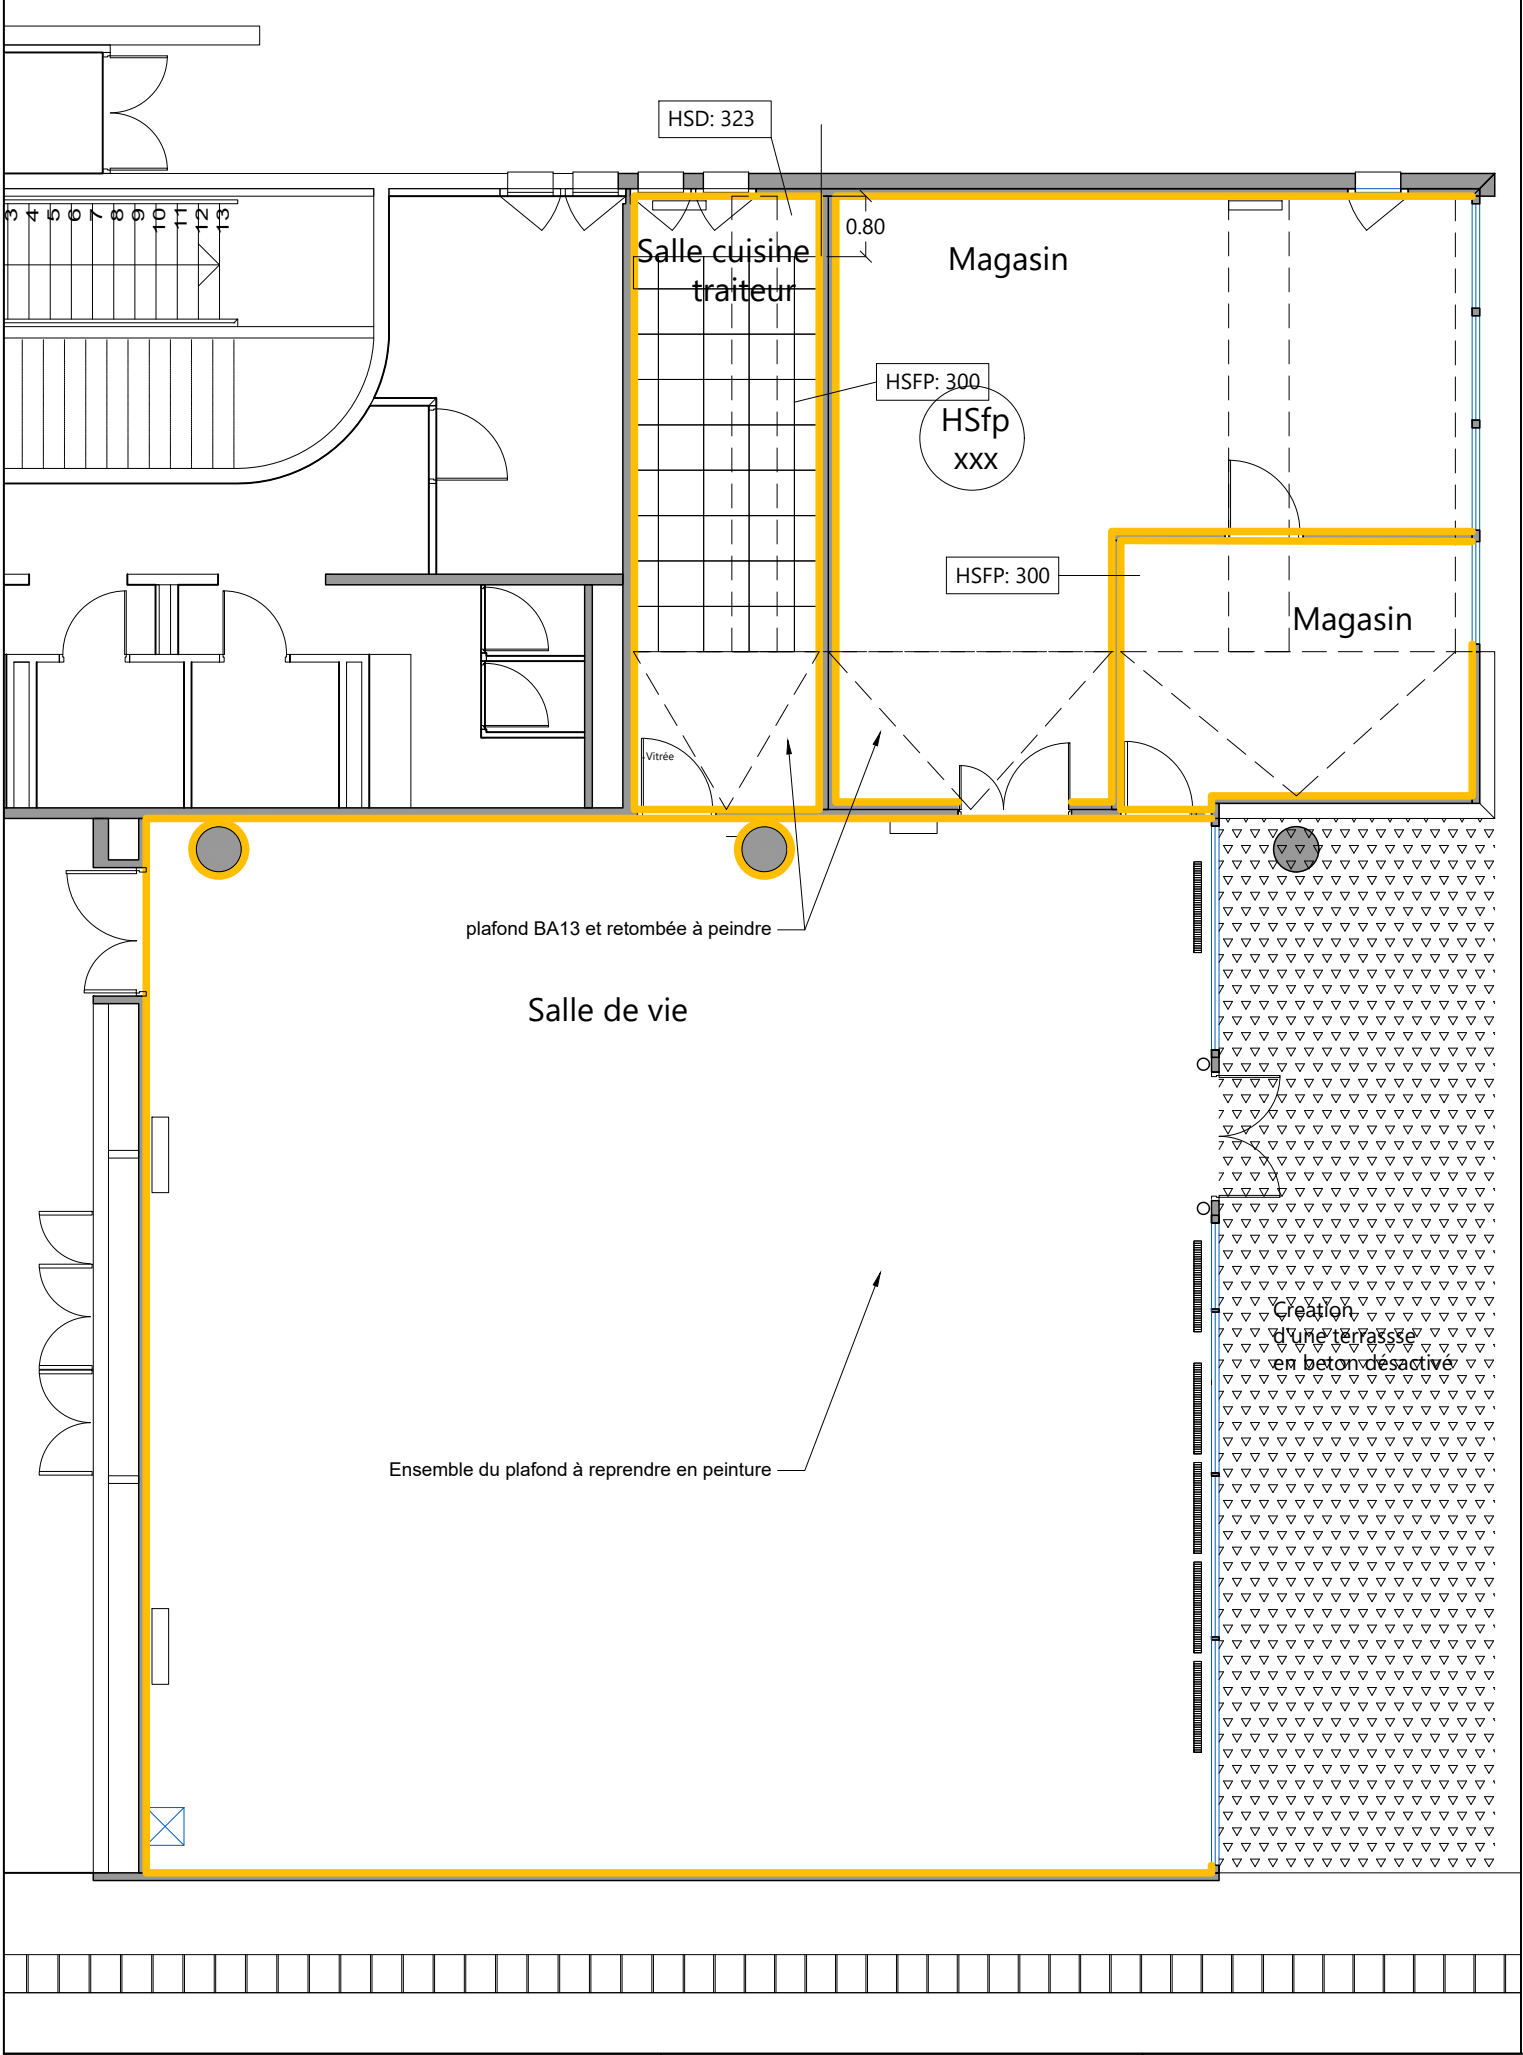 HSD: 323
3 4 5 6 7 8 9 10 11 12 13
0.80
Salle cuisine
traiteur
Magasin
HSFP: 300
HSfp
xxx
HSFP: 300
Magasin
Vitrée
plafond BA13 et retombée à peindre
Salle de vie
Creation
d'une terrassse
en beton désactivé
Ensemble du plafond à reprendre en peinture